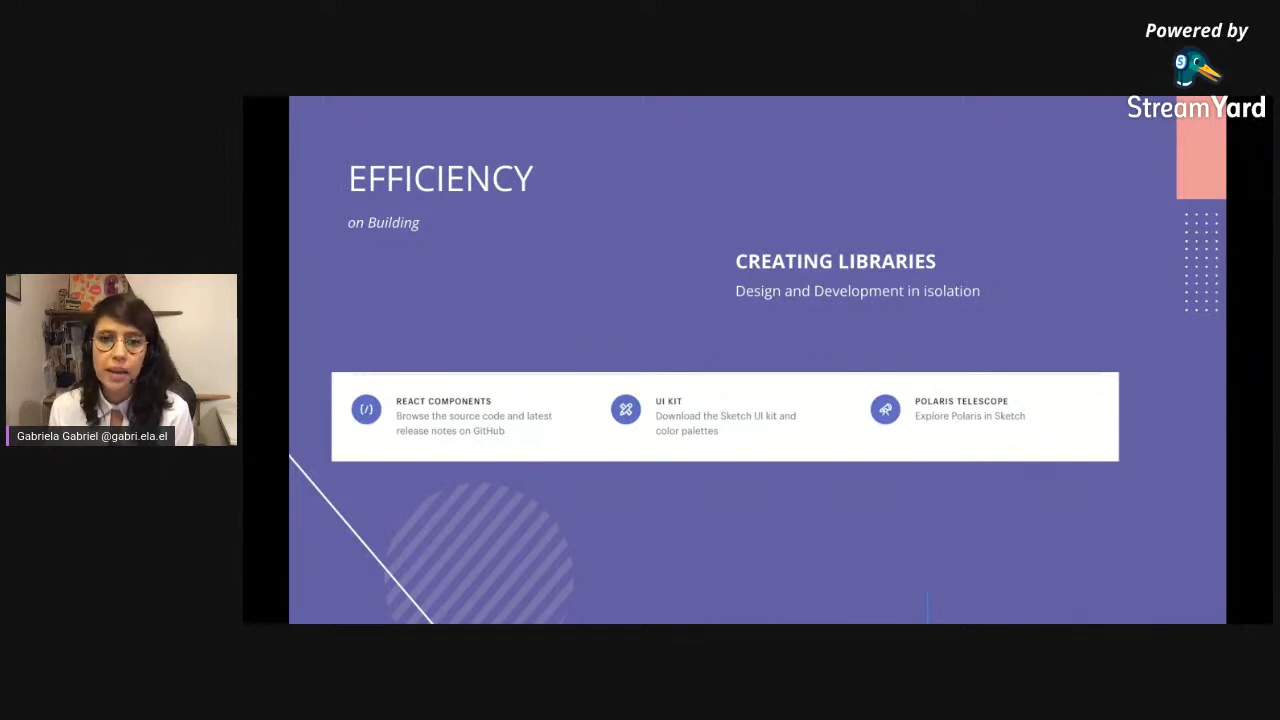 Powered by
StreamYard
EFFICIENCY
on Building
CREATING LIBRARIES
Design and Development in isolation
REACT COMPONENTS
Browse the source code and latest
release notes on GitHub
UI KIT
Download the Sketch UI kit and
color palettes
POLARIS TELESCOPE
Explore Polaris in Sketch
Gabriela Gabriel @gabri.ela.el